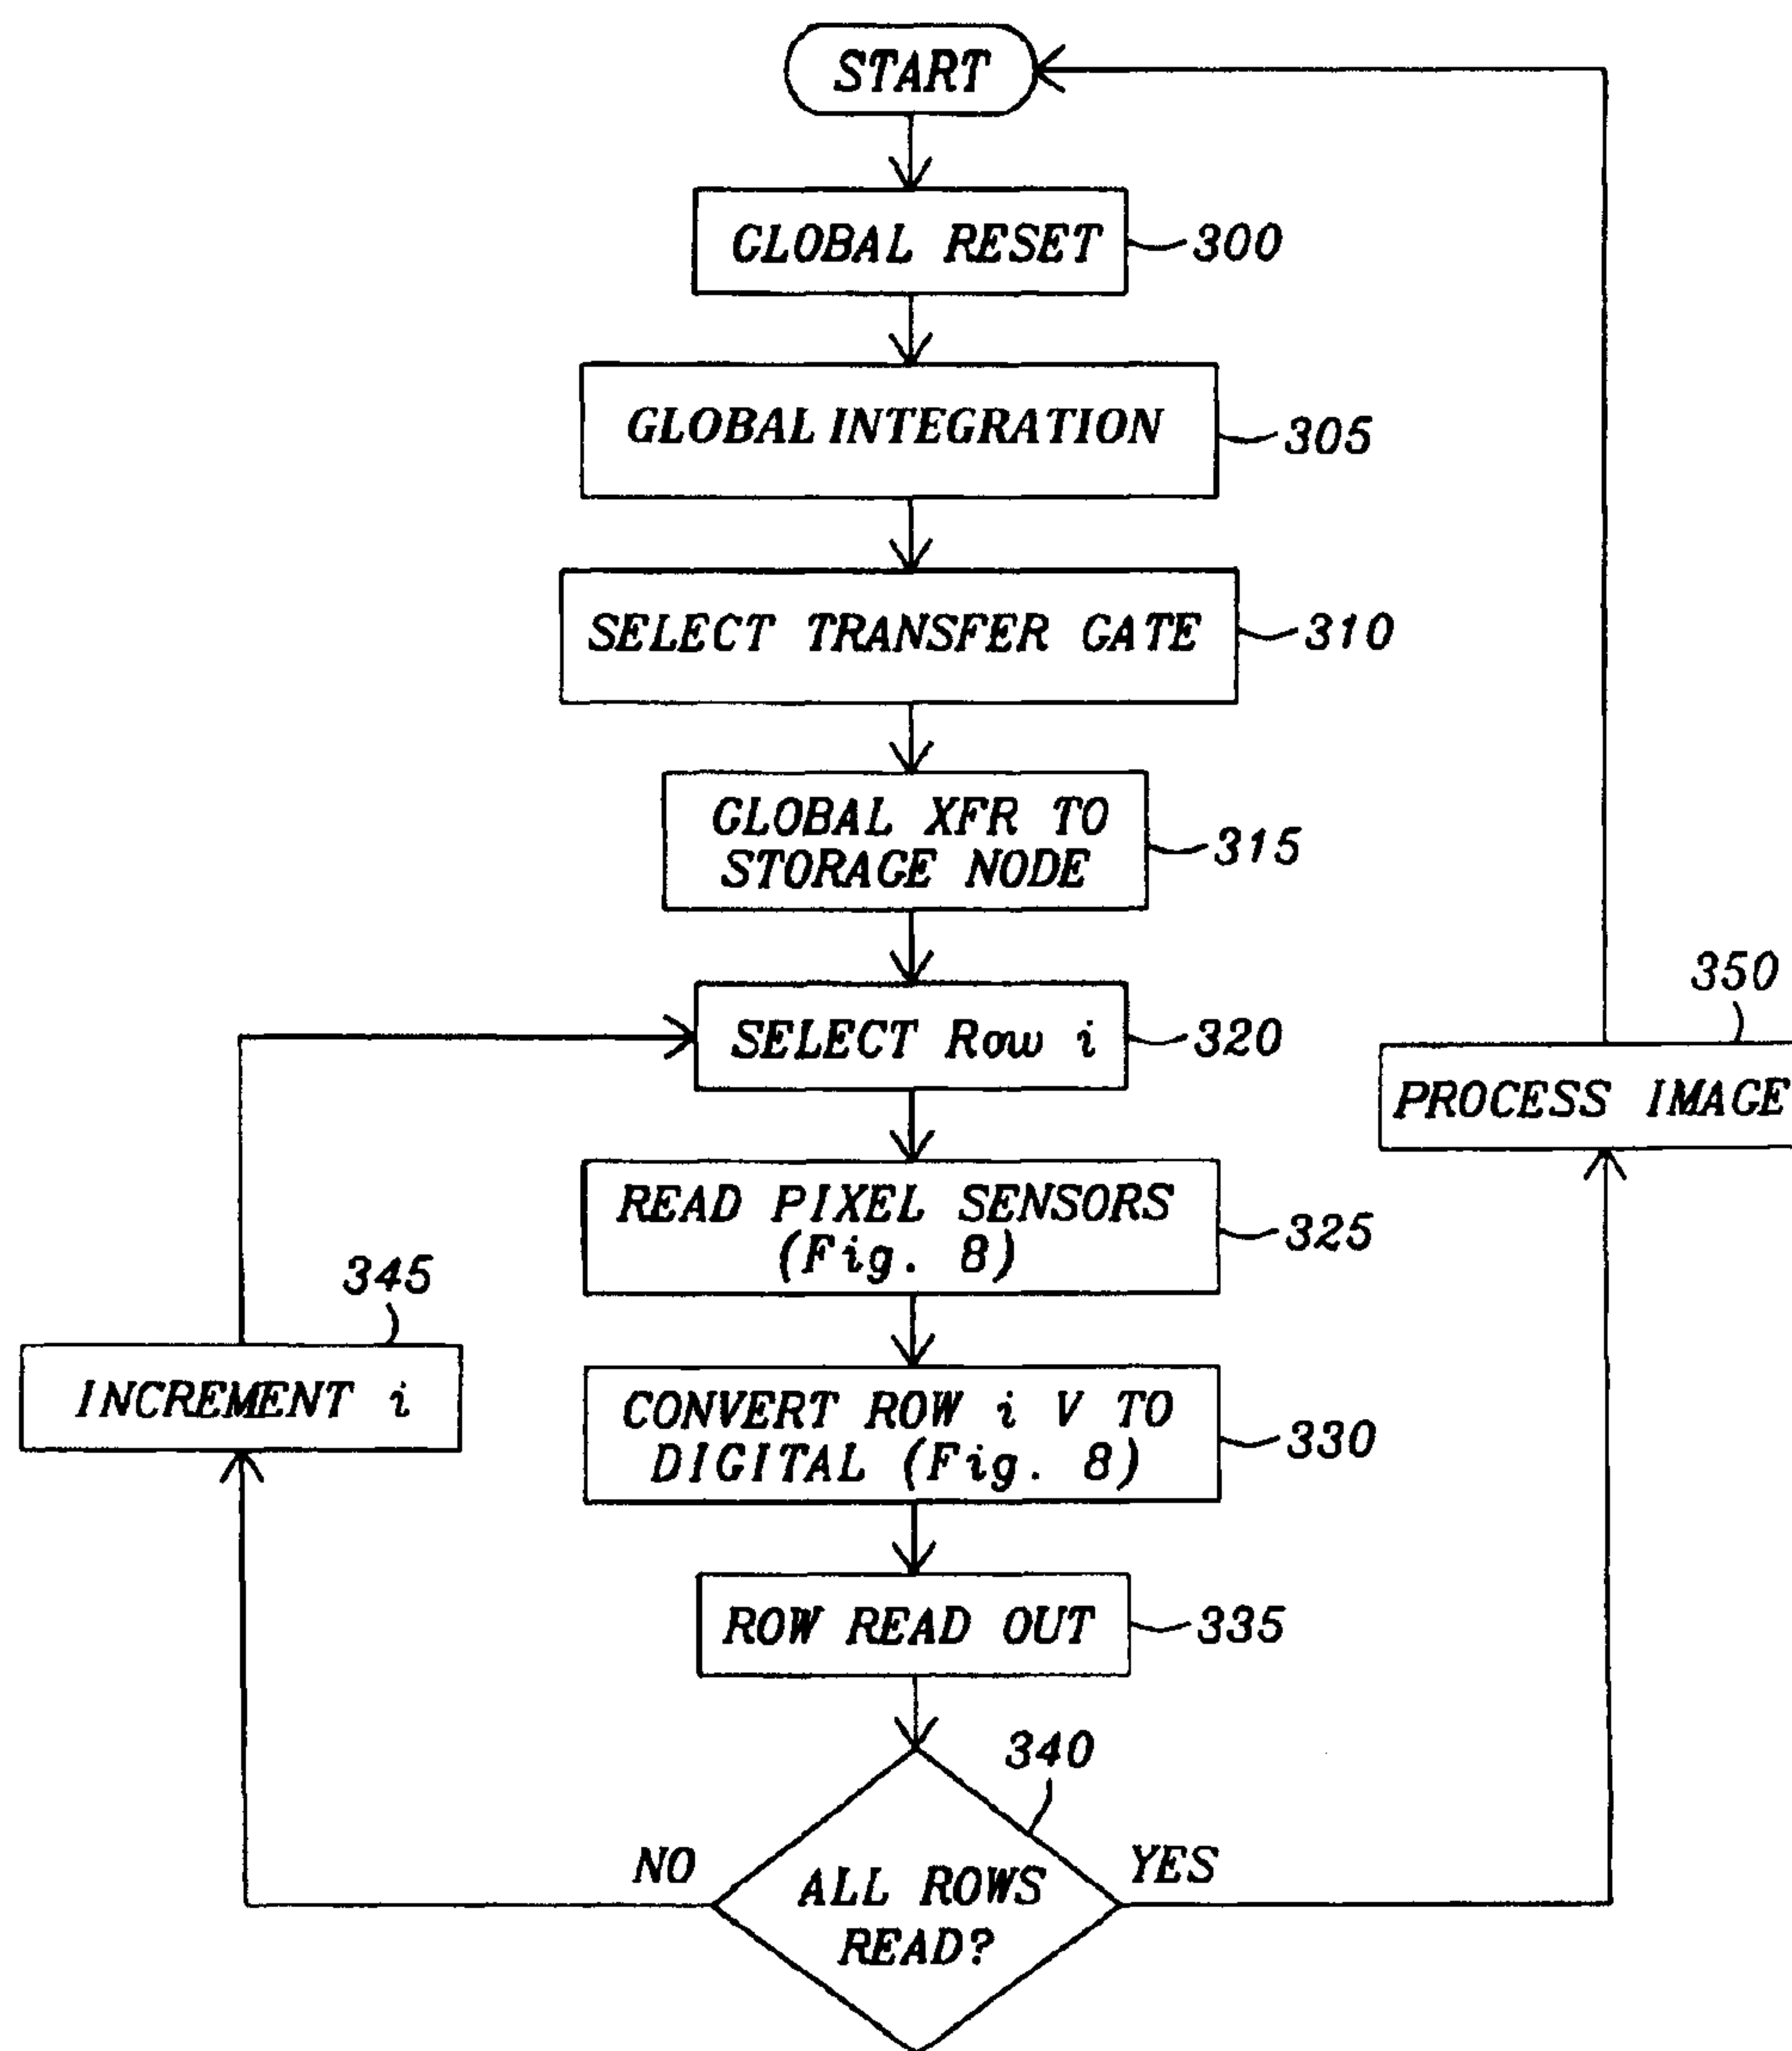 START
GLOBAL RESET
300
GLOBAL INTEGRATION
305
SELECT TRANSFER GATE
310
GLOBAL XFR TO
STORAGE NODE
315
SELECT Row i
320
350
PROCESS IMAGE
READ PIXEL SENSORS
(Fig. 8)
325
345
INCREMENT i
CONVERT ROW i V TO
DIGITAL (Fig. 8)
330
ROW READ OUT
335
340
NO
YES
ALL ROWS
READ?